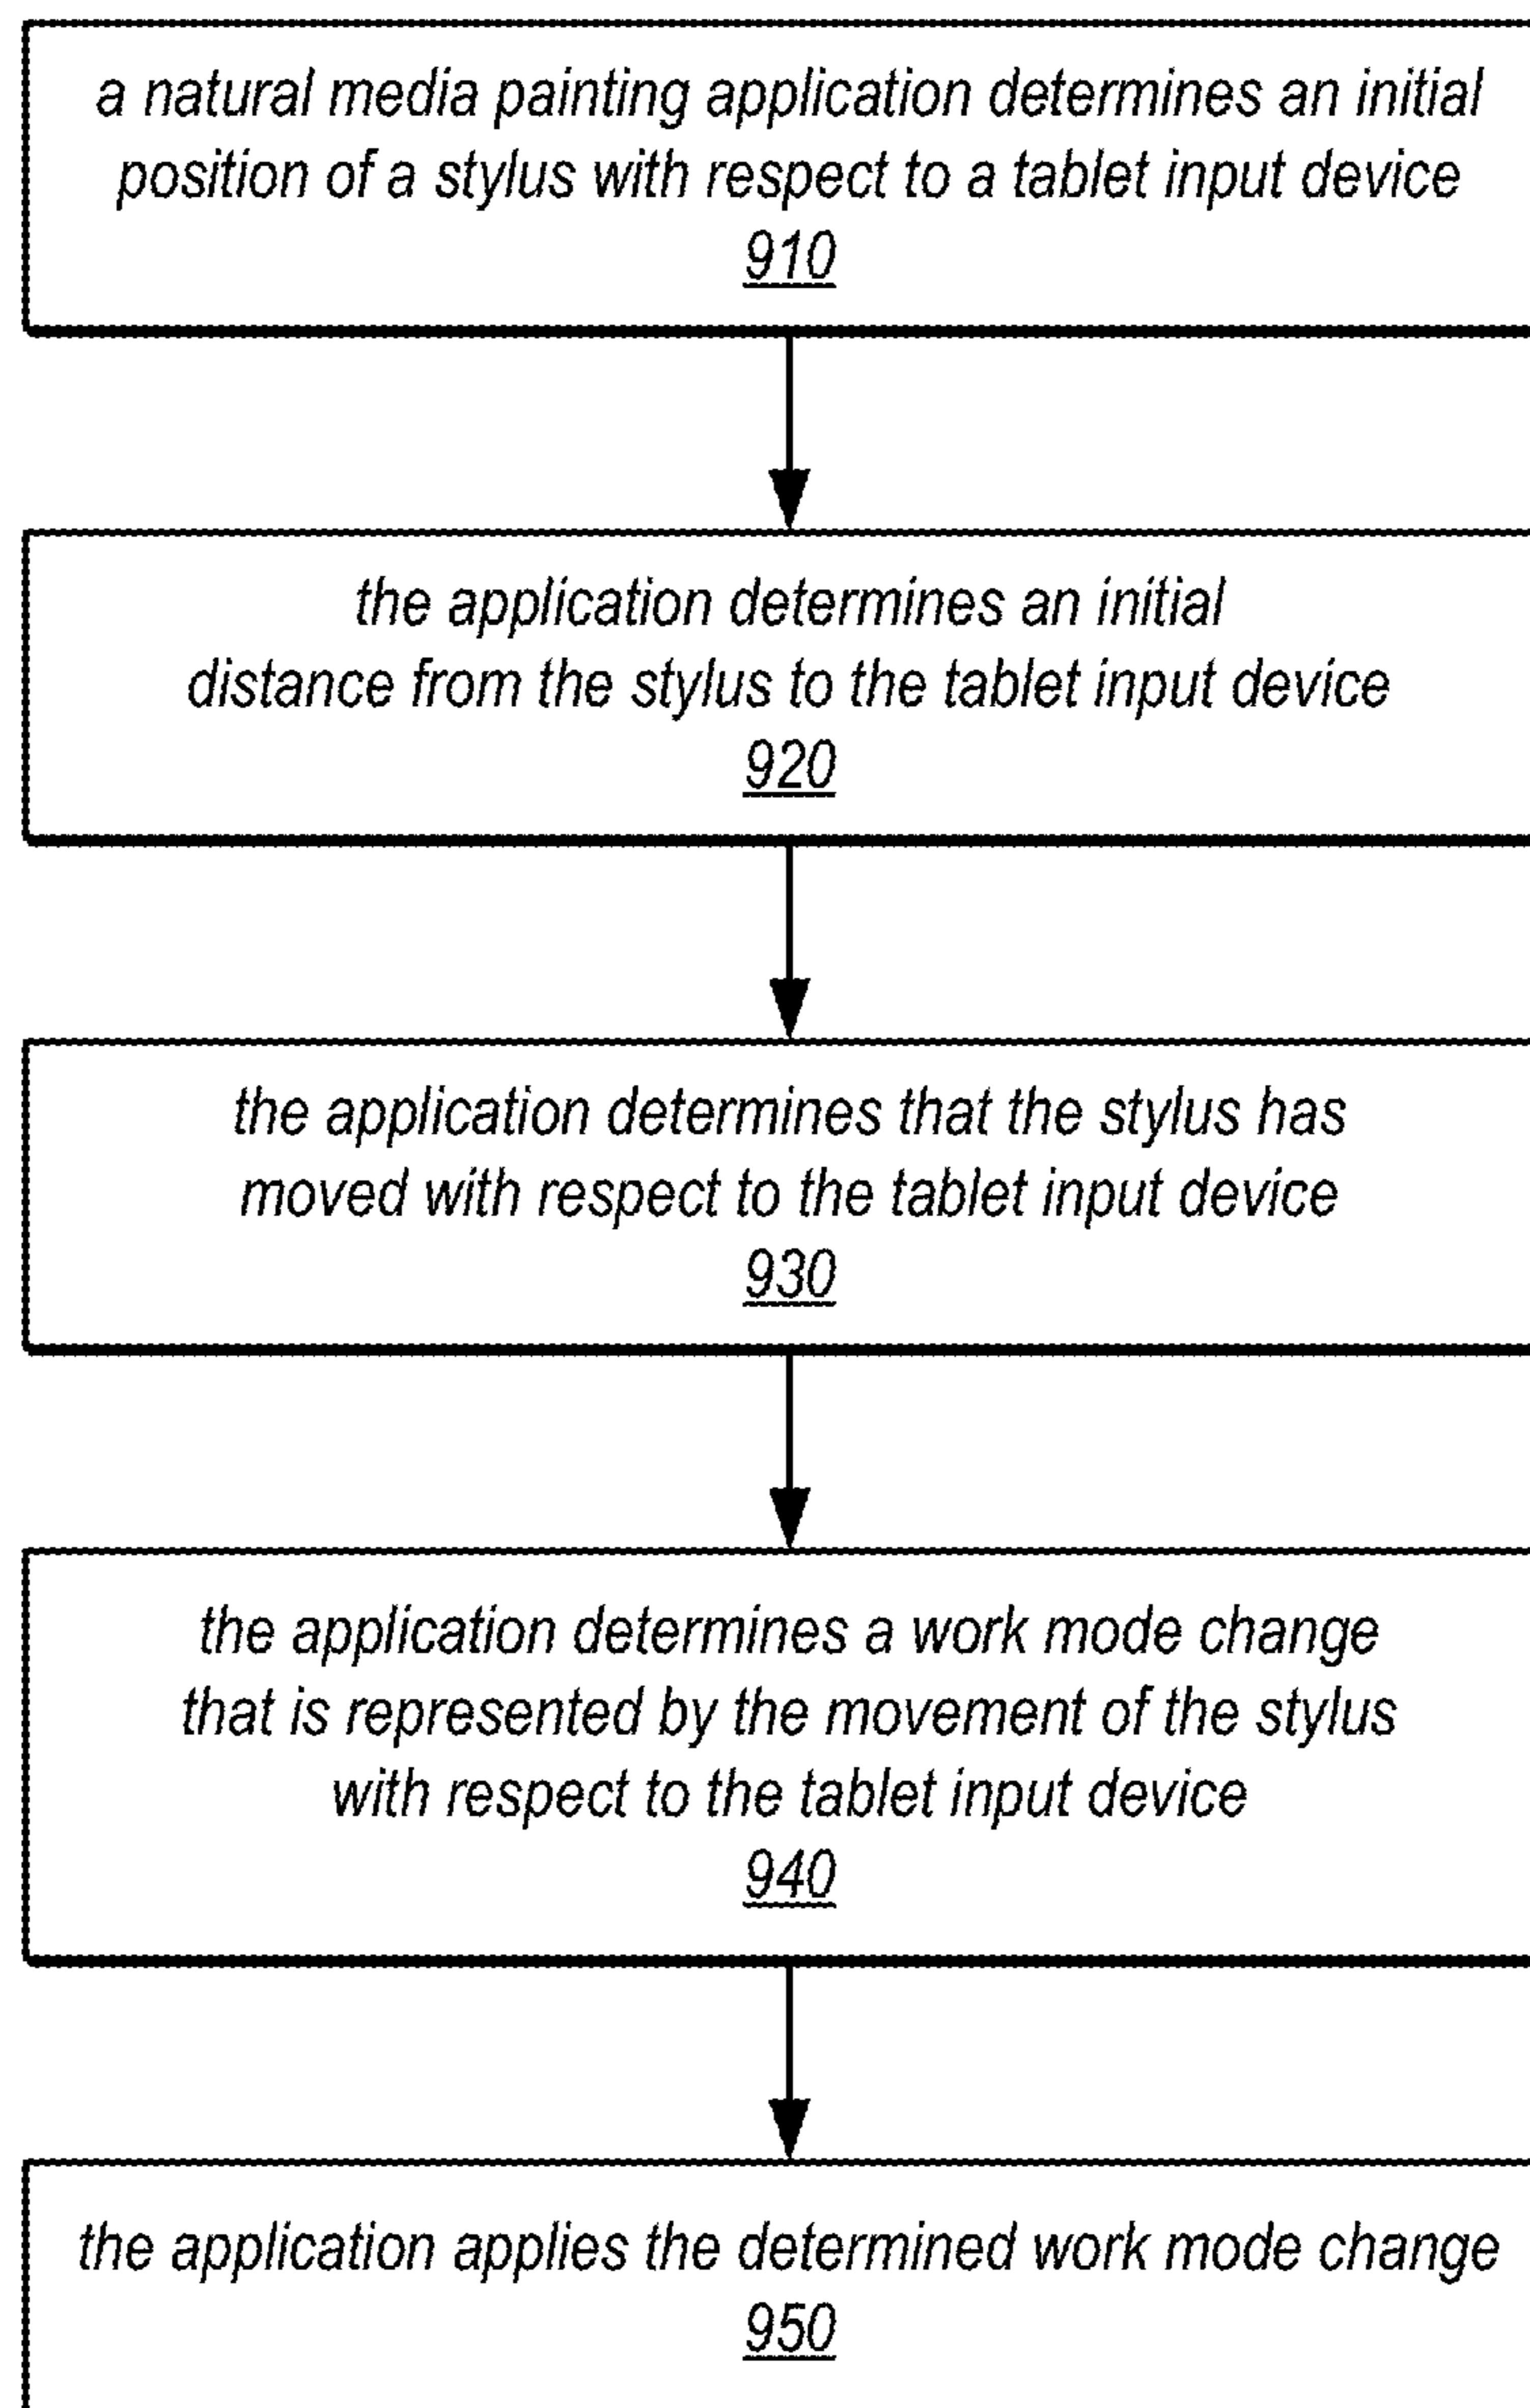 a natural media painting application determines an initial
position of a stylus with respect to a tablet input device
910
the application determines an initial
distance from the stylus to the tablet input device
920
the application determines that the stylus has
moved with respect to the tablet input device
930
the application determines a work mode change
that is represented by the movement of the stylus
with respect to the tablet input device
940
the application applies the determined work mode change
950